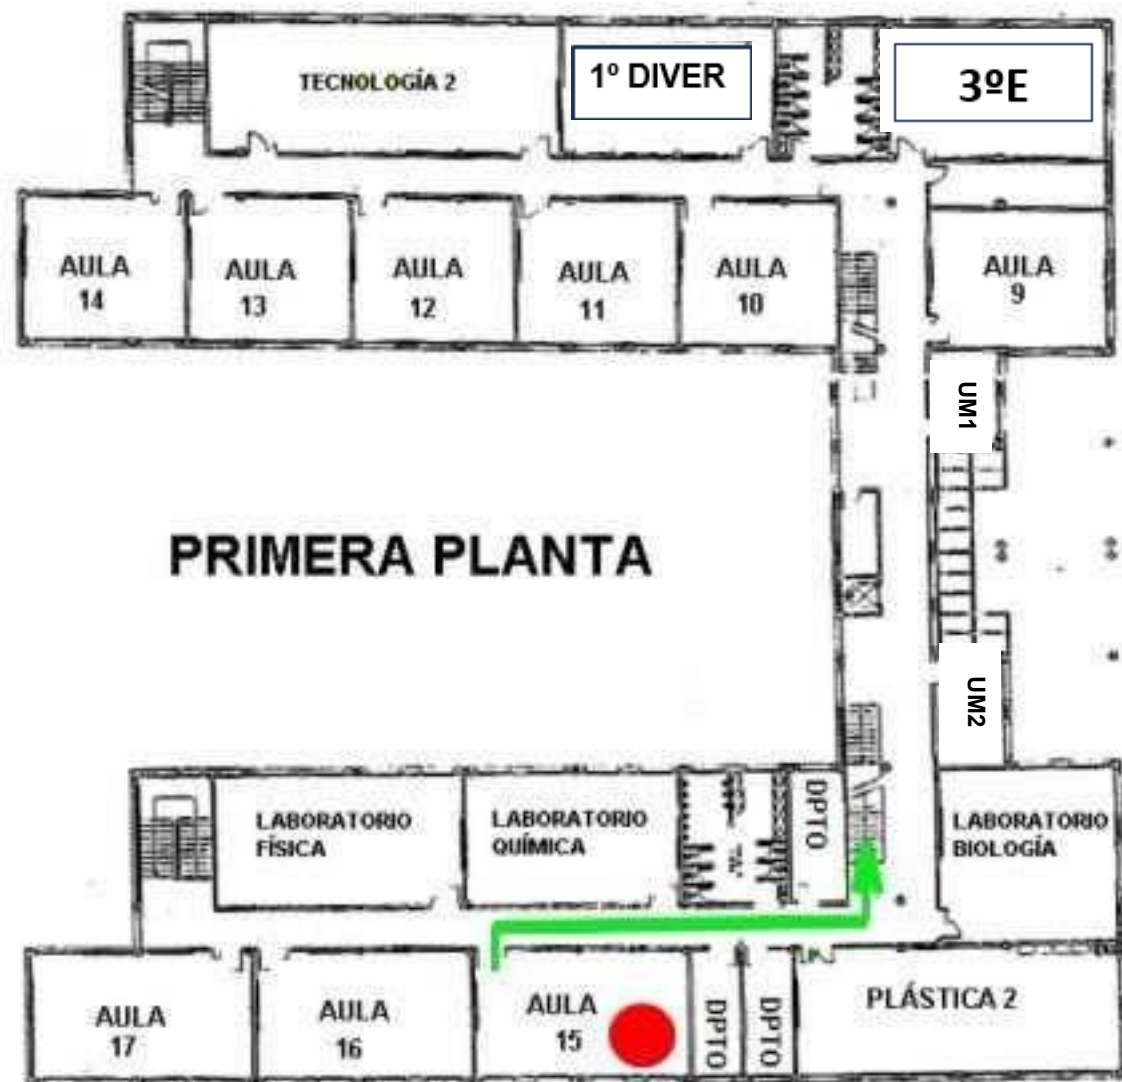 TECNOLOGÍA 2
1º DIVER
3ºE
AULA
14
AULA
13
AULA
12
AULA
11
AULA
10
AULA
9
UM1
PRIMERA PLANTA
UM2
LABORATORIO
FÍSICA
LABORATORIO
QUÍMICA
DPTO
LABORATORIO
BIOLOGÍA
AULA
17
AULA
16
AULA
15
DPTO
DPTO
PLÁSTICA 2